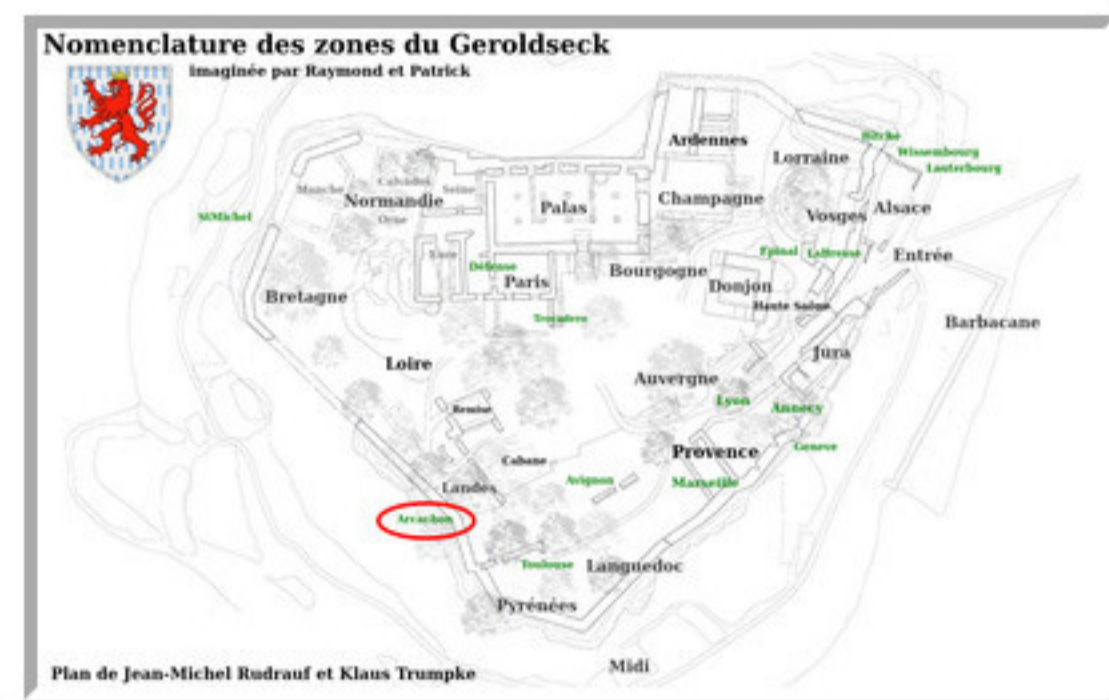 Nomenclature des zones du Geroldseck
imaginée par Raymond et Patrick
Ardennes
Bitche
Lorraine
Wissembourg
Lauterbourg
Manche
Calvados
Seine
Normandie
Champagne
StMichel
Orne
Palas
Vosges
Alsace
Eure
Epinal
Entrée
Défense
Bourgogne
Paris
Donjon
Bretagne
Haute Saône
Trocadero
Barbacane
Loire
Jura
Auvergne
Lyon
Annecy
Remise
Geneve
Provence
Cabane
Avignon
Marseille
Landes
Arcachon
Toulouse
Languedoc
Pyrénées
Midi
Plan de Jean-Michel Rudrauf et Klaus Trumpke